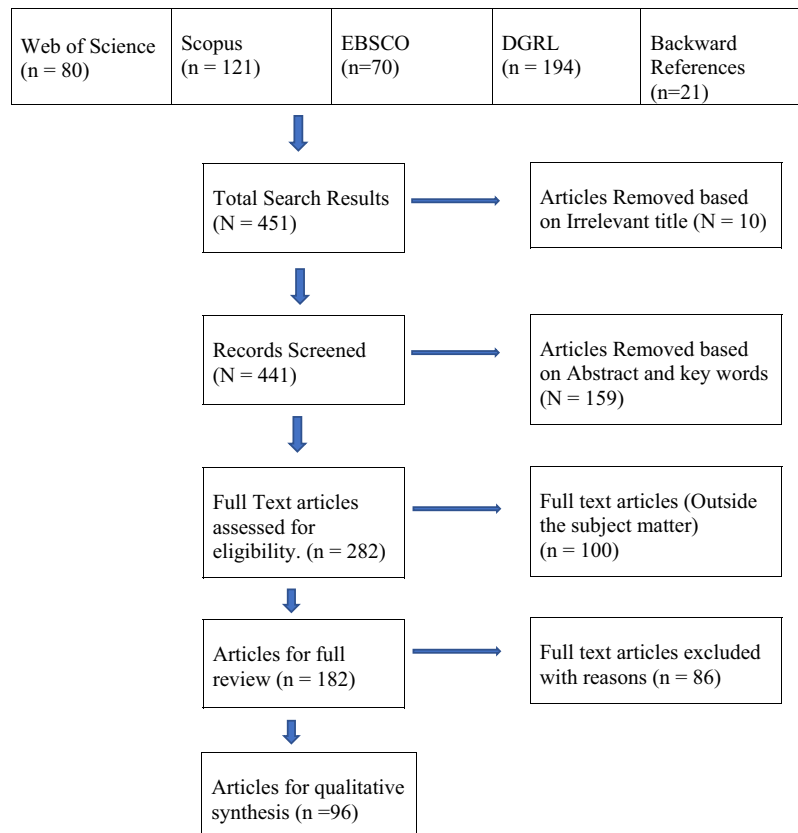 Web of Science
(n = 80)
Scopus
(n = 121)
EBSCO
(n=70)
DGRL
(n = 194)
Backward
References
(n=21)
Total Search Results
(N = 451)
Articles Removed based
on Irrelevant title (N = 10)
Records Screened
(N = 441)
Articles Removed based
on Abstract and key words
(N = 159)
Full Text articles
assessed for
eligibility. (n = 282)
Full text articles (Outside
the subject matter)
(n = 100)
Articles for full
review (n = 182)
Full text articles excluded
with reasons (n = 86)
Articles for qualitative
synthesis (n =96)